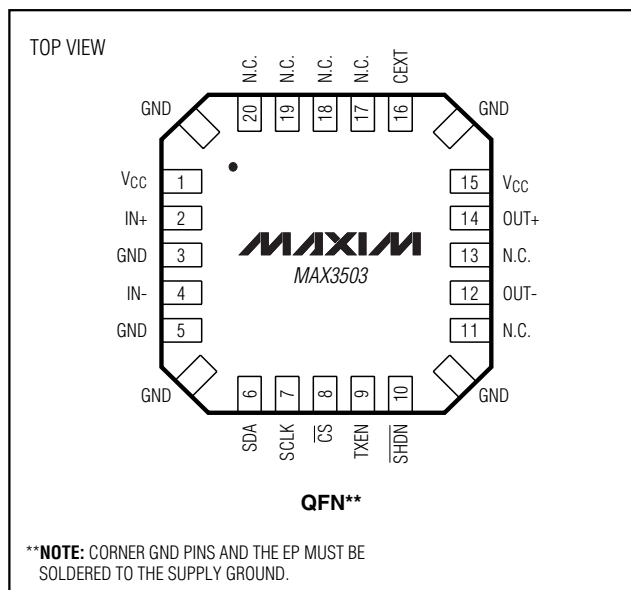 TOP VIEW
N.C. N.C. N.C. N.C. CEXT
GND 20 19 18 17 16 GND
VCC 1 15 VCC
IN+ 2 14 OUT+
GND 3 MAXIM 13 N.C.
MAX3503
IN- 4 12 OUT-
GND 5 11 N.C.
GND 6 7 8 9 10 GND
SDA SCLK CS TXEN SHDN
QFN**
**NOTE: CORNER GND PINS AND THE EP MUST BE
SOLDERED TO THE SUPPLY GROUND.